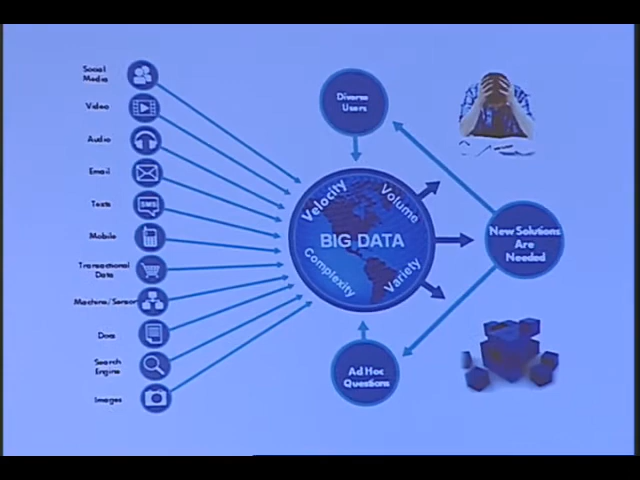 Social
Media
Video
Audio
Email
Texts
SMS
Mobile
Transactional
Data
Machine/Sensor
Docs
Search
Engine
Images
Diverse
Users
Velocity
Volume
BIG DATA
Complexity
Variety
Ad Hoc
Questions
New Solutions
Are
Needed